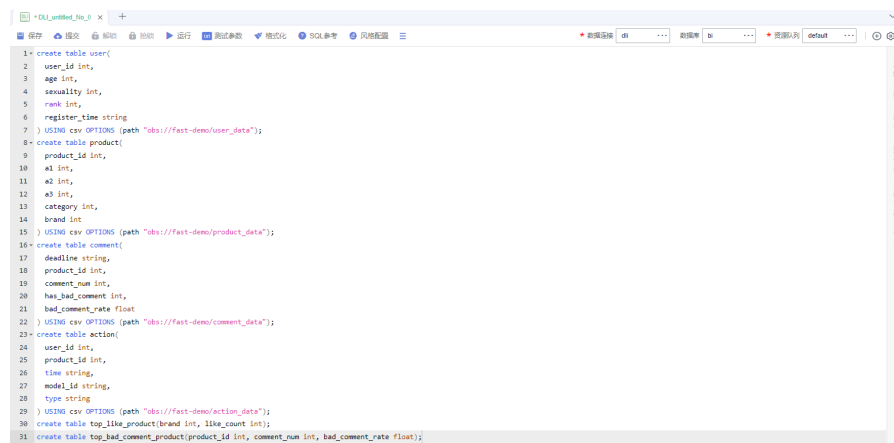 *DLI_untitled_No_0 × +
保存 提交 解锁 抢锁 运行 测试参数 格式化 SQL参考 风格配置 * 数据连接 dli ··· 数据库 bi ··· * 资源队列 default ···
1 create table user(
2 user_id int,
3 age int,
4 sexuality int,
5 rank int,
6 register_time string
7 ) USING csv OPTIONS (path "obs://fast-demo/user_data");
8 create table product(
9 product_id int,
10 a1 int,
11 a2 int,
12 a3 int,
13 category int,
14 brand int
15 ) USING csv OPTIONS (path "obs://fast-demo/product_data");
16 create table comment(
17 deadline string,
18 product_id int,
19 comment_num int,
20 has_bad_comment int,
21 bad_comment_rate float
22 ) USING csv OPTIONS (path "obs://fast-demo/comment_data");
23 create table action(
24 user_id int,
25 product_id int,
26 time string,
27 model_id string,
28 type string
29 ) USING csv OPTIONS (path "obs://fast-demo/action_data");
30 create table top_like_product(brand int, like_count int);
31 create table top_bad_comment_product(product_id int, comment_num int, bad_comment_rate float);